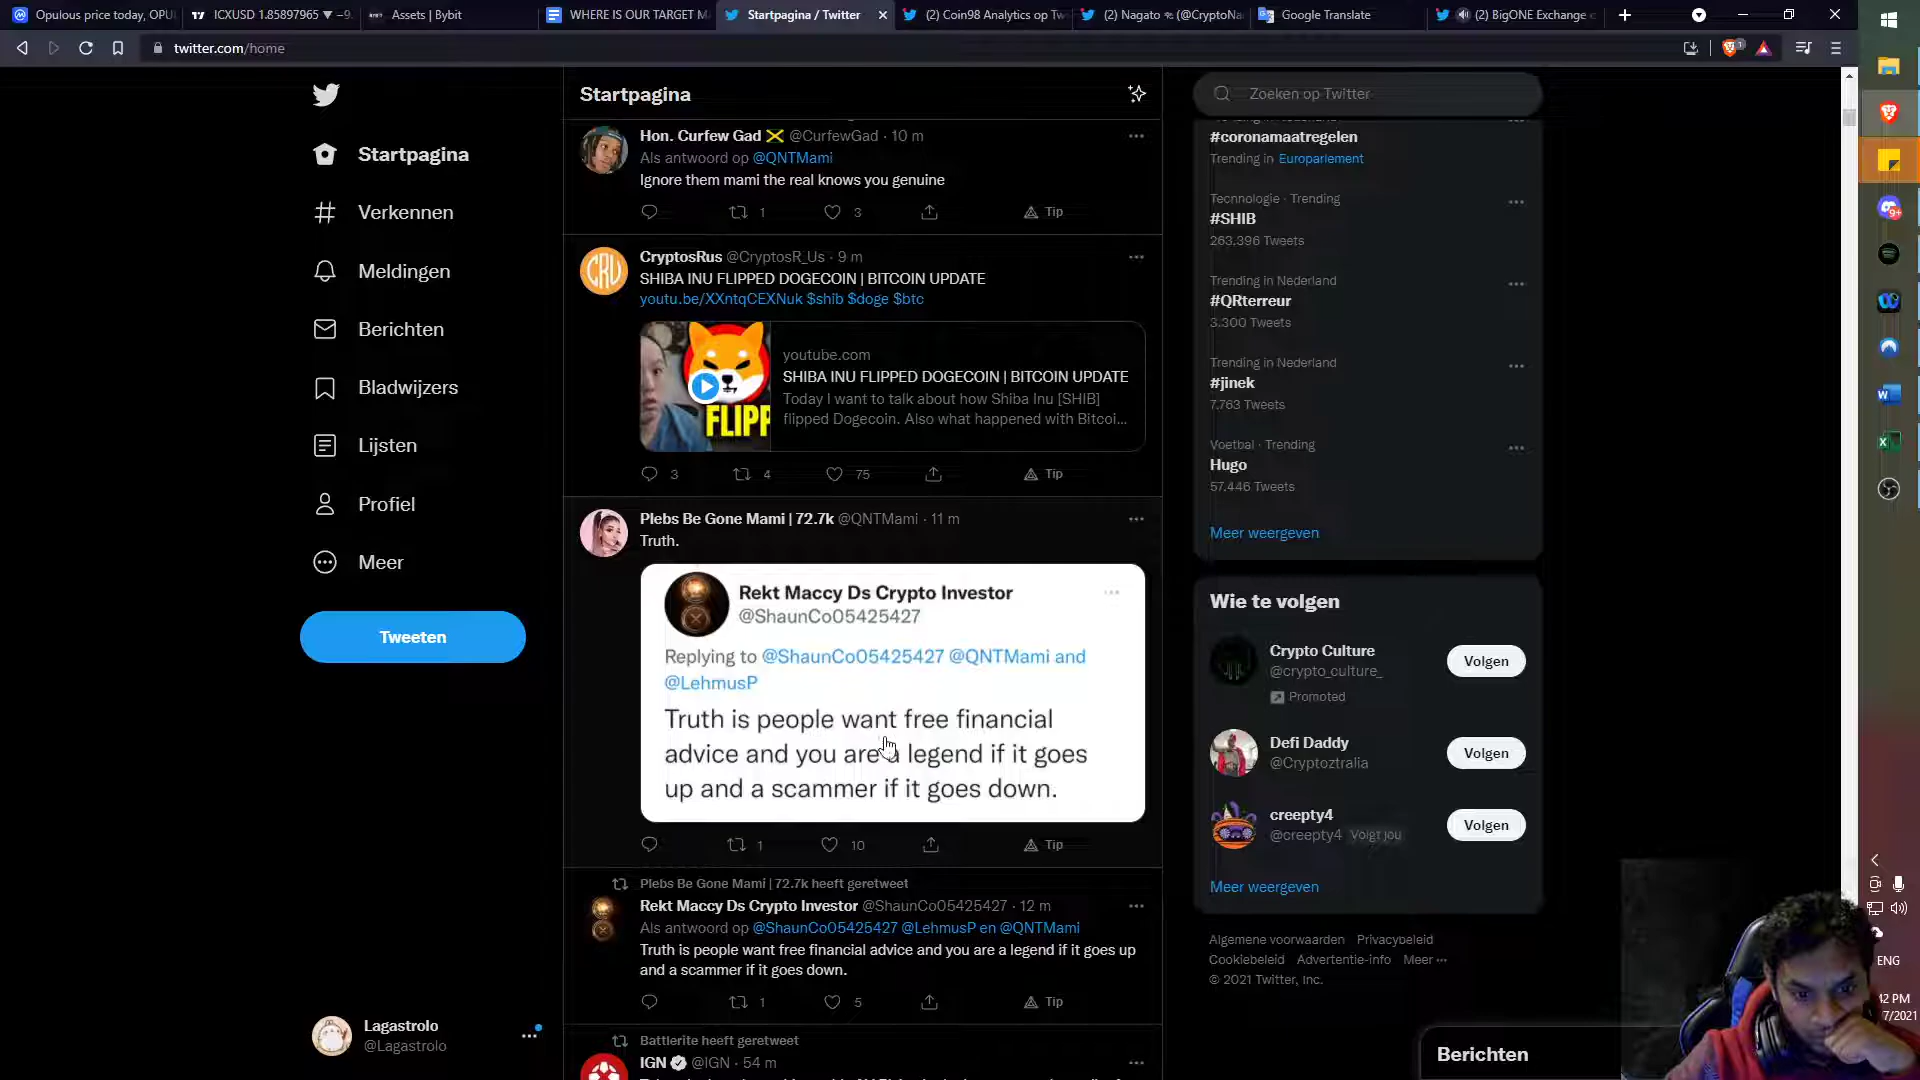 Opulous price today, OPUL
ICXUSD 1.85897965 ▼ −9.
Assets | Bybit
WHERE IS OUR TARGET M
Startpagina / Twitter
(2) Coin98 Analytics op Tw
(2) Nagato
(@CryptoNa
Google Translate
(2) BigONE Exchange
twitter.com/home
Startpagina
Verkennen
Meldingen
Berichten
Bladwijzers
Lijsten
Profiel
Meer
Tweeten
Lagastrolo
@Lagastrolo
Startpagina
Hon. Curfew Gad @CurfewGad · 10 m
Als antwoord op @QNTMami
Ignore them mami the real knows you genuine
1 3 Tip
CryptosRus @CryptosR_Us · 9 m
SHIBA INU FLIPPED DOGECOIN | BITCOIN UPDATE
youtu.be/XXntqCEXNuk $shib $doge $btc
FLIPP
youtube.com
SHIBA INU FLIPPED DOGECOIN | BITCOIN UPDATE
Today I want to talk about how Shiba Inu [SHIB]
flipped Dogecoin. Also what happened with Bitcoi...
3 4 75 Tip
Plebs Be Gone Mami | 72.7k @QNTMami · 11 m
Truth.
Rekt Maccy Ds Crypto Investor
@ShaunCo05425427
Replying to @ShaunCo05425427 @QNTMami and
@LehmusP
Truth is people want free financial
advice and you are a legend if it goes
up and a scammer if it goes down.
1 10 Tip
Plebs Be Gone Mami | 72.7k heeft geretweet
Rekt Maccy Ds Crypto Investor @ShaunCo05425427 · 12 m
Als antwoord op @ShaunCo05425427 @LehmusP en @QNTMami
Truth is people want free financial advice and you are a legend if it goes up
and a scammer if it goes down.
1 5 Tip
Battlerite heeft geretweet
IGN @IGN · 54 m
Zoeken op Twitter
#coronamaatregelen
Trending in Europarlement
Technologie · Trending
#SHIB
263.396 Tweets
Trending in Nederland
#QRterreur
3.300 Tweets
Trending in Nederland
#jinek
7.763 Tweets
Voetbal · Trending
Hugo
57.446 Tweets
Meer weergeven
Wie te volgen
Crypto Culture
@crypto_culture_
Promoted
Volgen
Defi Daddy
@Cryptoztralia
Volgen
creepty4
@creepty4 Volgt jou
Volgen
Meer weergeven
Algemene voorwaarden Privacybeleid
Cookiebeleid Advertentie-info Meer
© 2021 Twitter, Inc.
Berichten
ENG
42 PM
7/2021